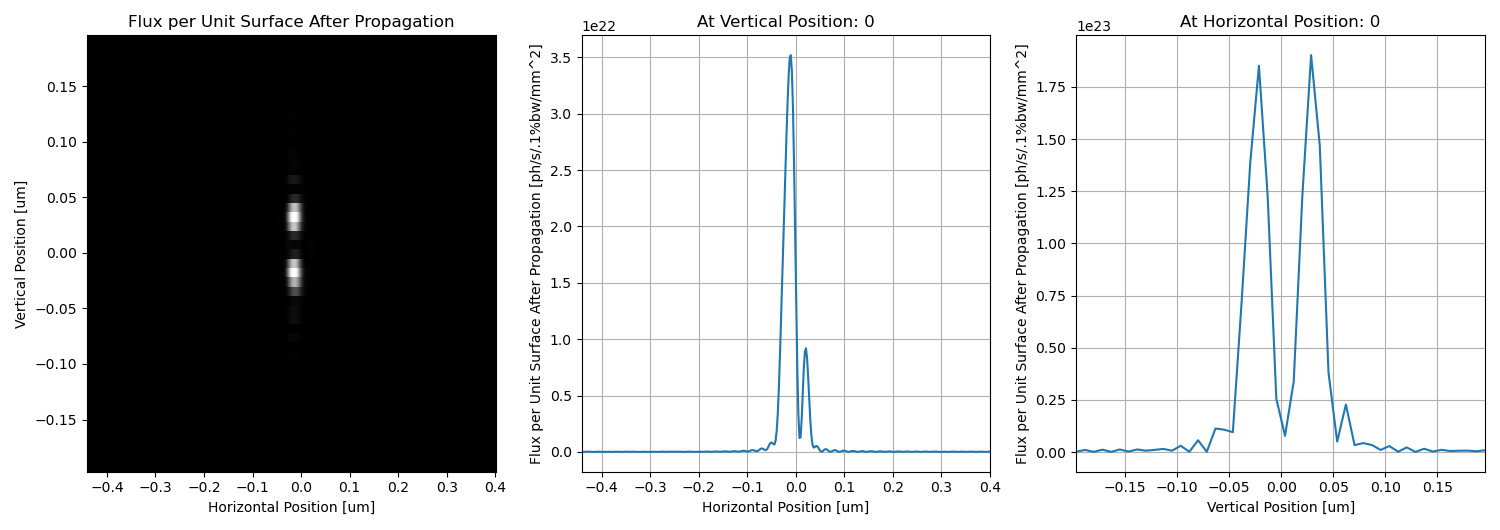 Flux per Unit Surface After Propagation
Vertical Position [um]
0.15
0.10
0.05
0.00
−0.05
−0.10
−0.15
−0.4 −0.3 −0.2 −0.1 0.0 0.1 0.2 0.3 0.4
Horizontal Position [um]
At Vertical Position: 0
1e22
Flux per Unit Surface After Propagation [ph/s/.1%bw/mm^2]
3.5
3.0
2.5
2.0
1.5
1.0
0.5
0.0
−0.4 −0.3 −0.2 −0.1 0.0 0.1 0.2 0.3 0.4
Horizontal Position [um]
At Horizontal Position: 0
1e23
Flux per Unit Surface After Propagation [ph/s/.1%bw/mm^2]
1.75
1.50
1.25
1.00
0.75
0.50
0.25
0.00
−0.15 −0.10 −0.05 0.00 0.05 0.10 0.15
Vertical Position [um]